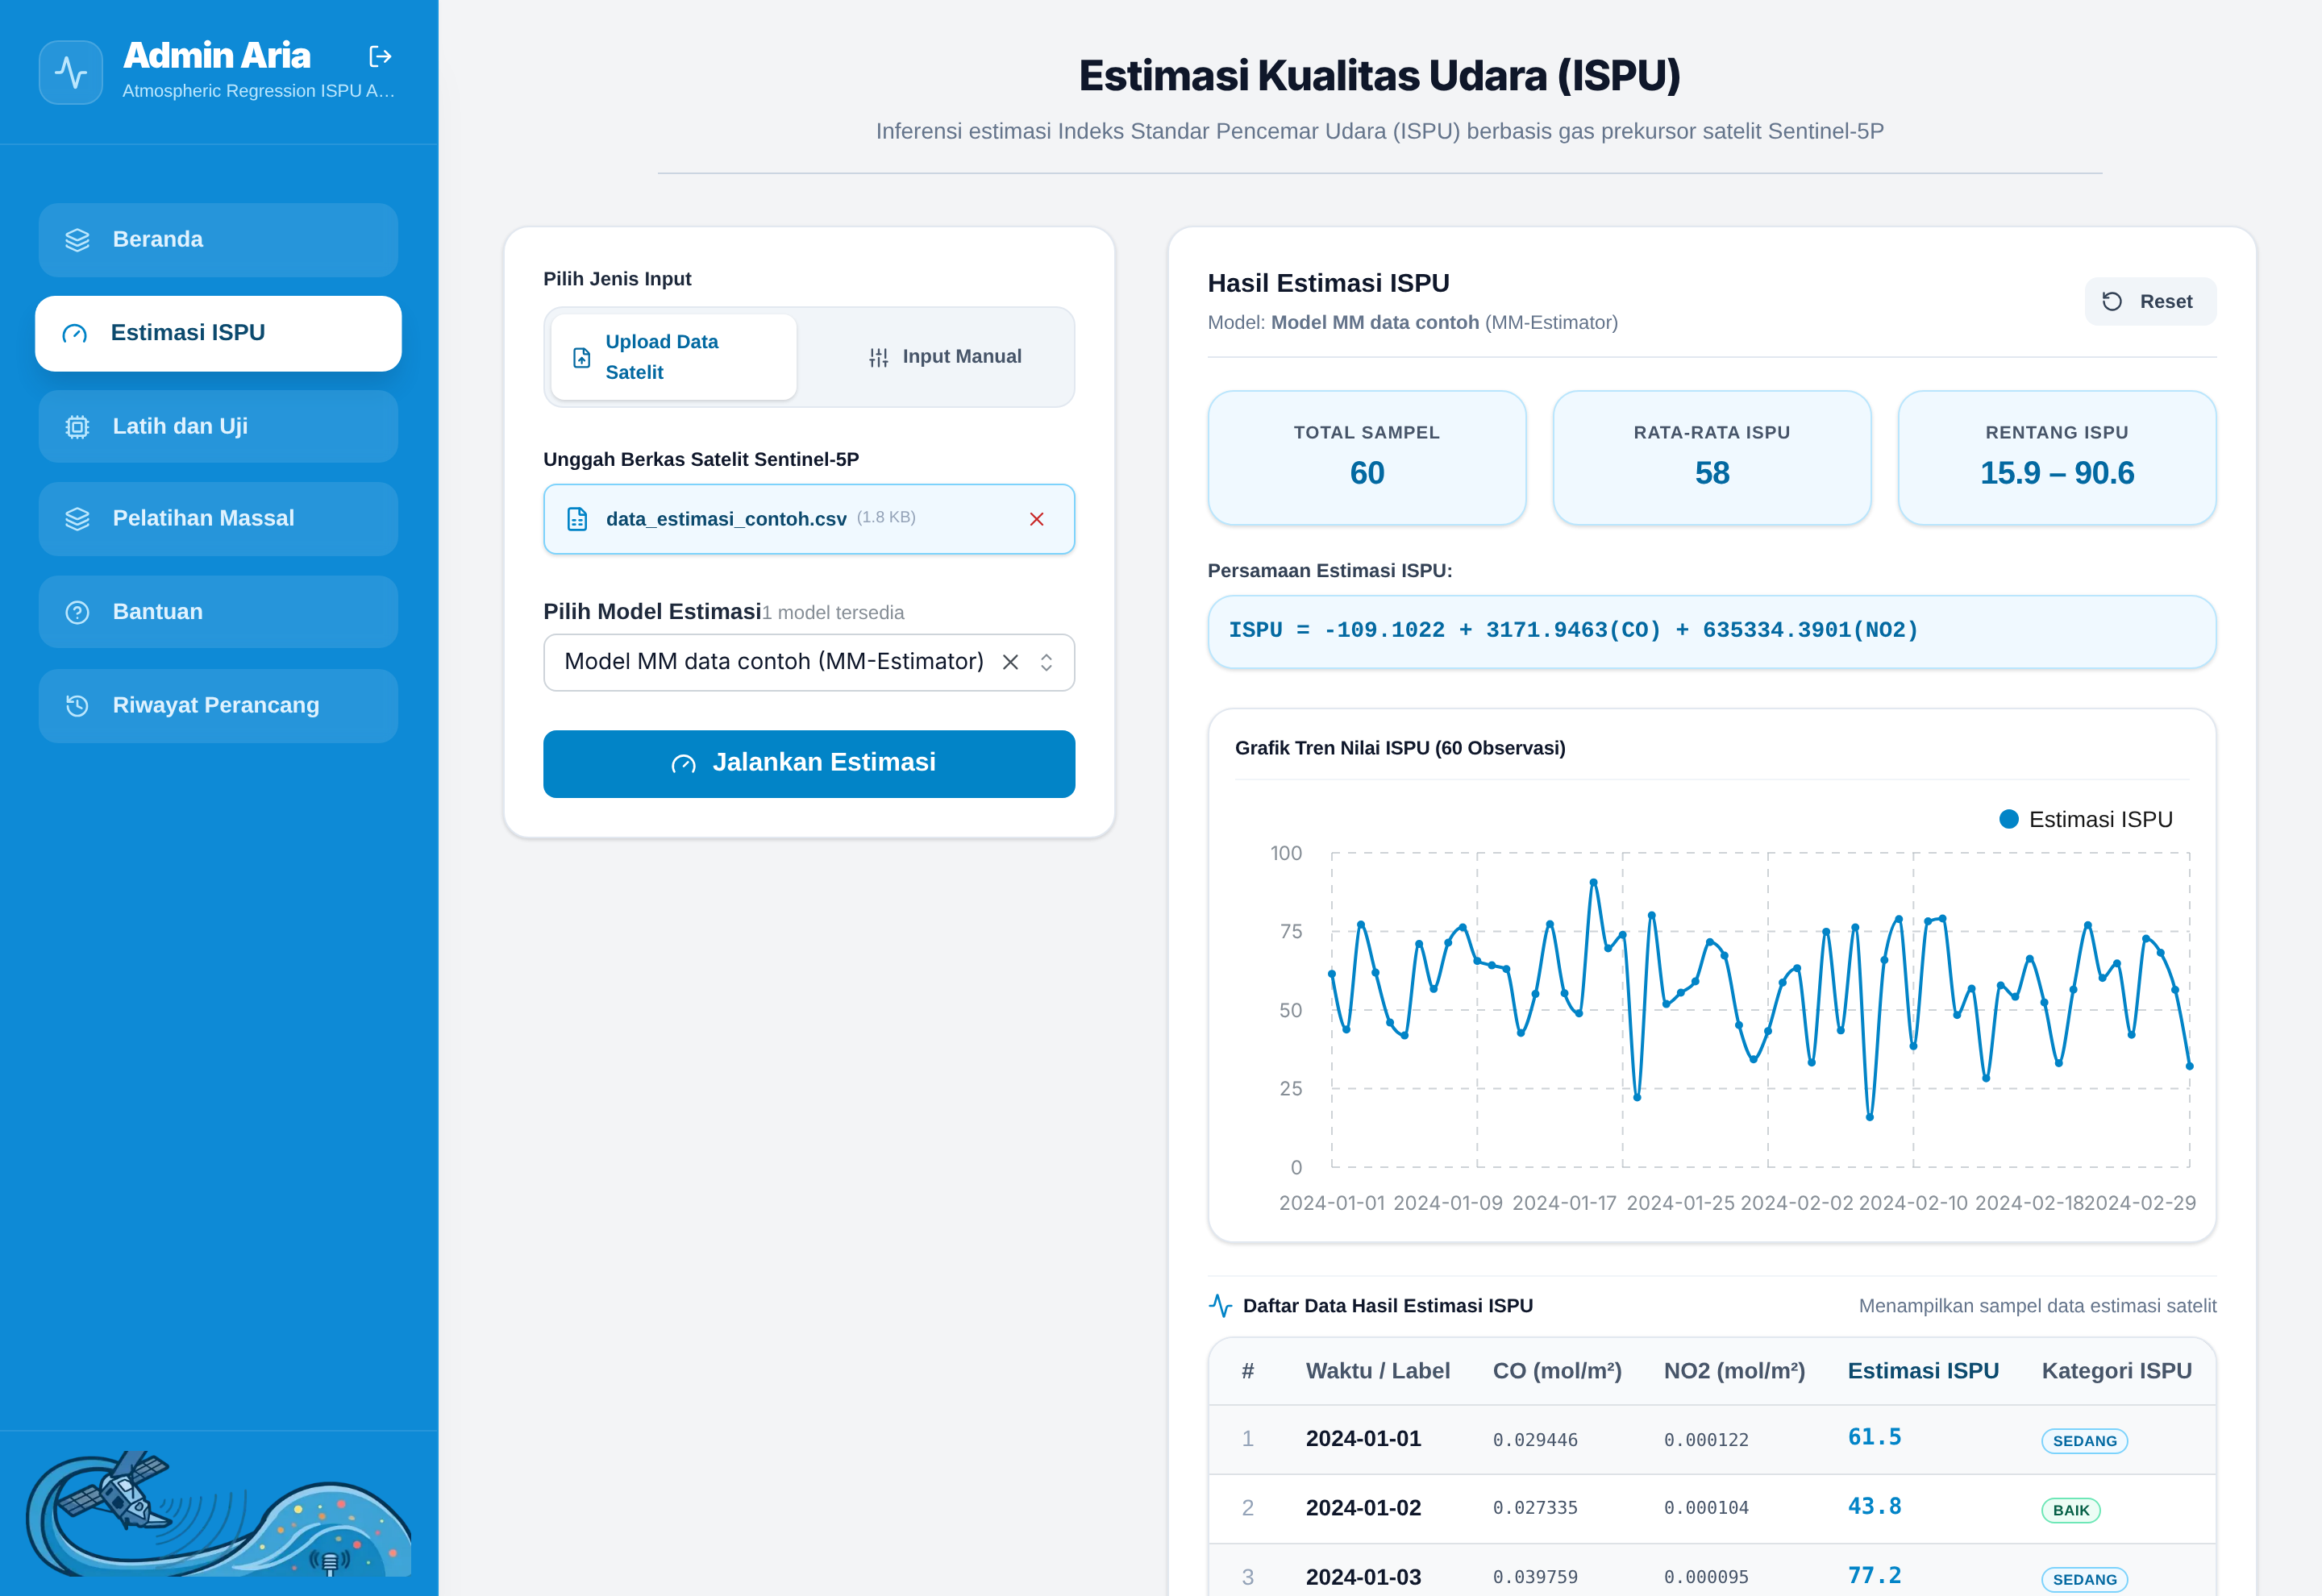 Admin Aria
Atmospheric Regression ISPU A...
Beranda
Estimasi ISPU
Latih dan Uji
Pelatihan Massal
Bantuan
Riwayat Perancang
Estimasi Kualitas Udara (ISPU)
Inferensi estimasi Indeks Standar Pencemar Udara (ISPU) berbasis gas prekursor satelit Sentinel-5P
Pilih Jenis Input
Upload Data
Satelit
Input Manual
Unggah Berkas Satelit Sentinel-5P
data_estimasi_contoh.csv (1.8 KB)
Pilih Model Estimasi1 model tersedia
Model MM data contoh (MM-Estimator)
Jalankan Estimasi
Hasil Estimasi ISPU
Model: Model MM data contoh (MM-Estimator)
Reset
TOTAL SAMPEL
60
RATA-RATA ISPU
58
RENTANG ISPU
15.9 – 90.6
Persamaan Estimasi ISPU:
ISPU = -109.1022 + 3171.9463(CO) + 635334.3901(NO2)
Grafik Tren Nilai ISPU (60 Observasi)
Estimasi ISPU
100
75
50
25
0
2024-01-01 2024-01-09 2024-01-17 2024-01-25 2024-02-02 2024-02-10 2024-02-18 2024-02-29
Daftar Data Hasil Estimasi ISPU
Menampilkan sampel data estimasi satelit
# Waktu / Label CO (mol/m²) NO2 (mol/m²) Estimasi ISPU Kategori ISPU
1 2024-01-01 0.029446 0.000122 61.5 SEDANG
2 2024-01-02 0.027335 0.000104 43.8 BAIK
3 2024-01-03 0.039759 0.000095 77.2 SEDANG